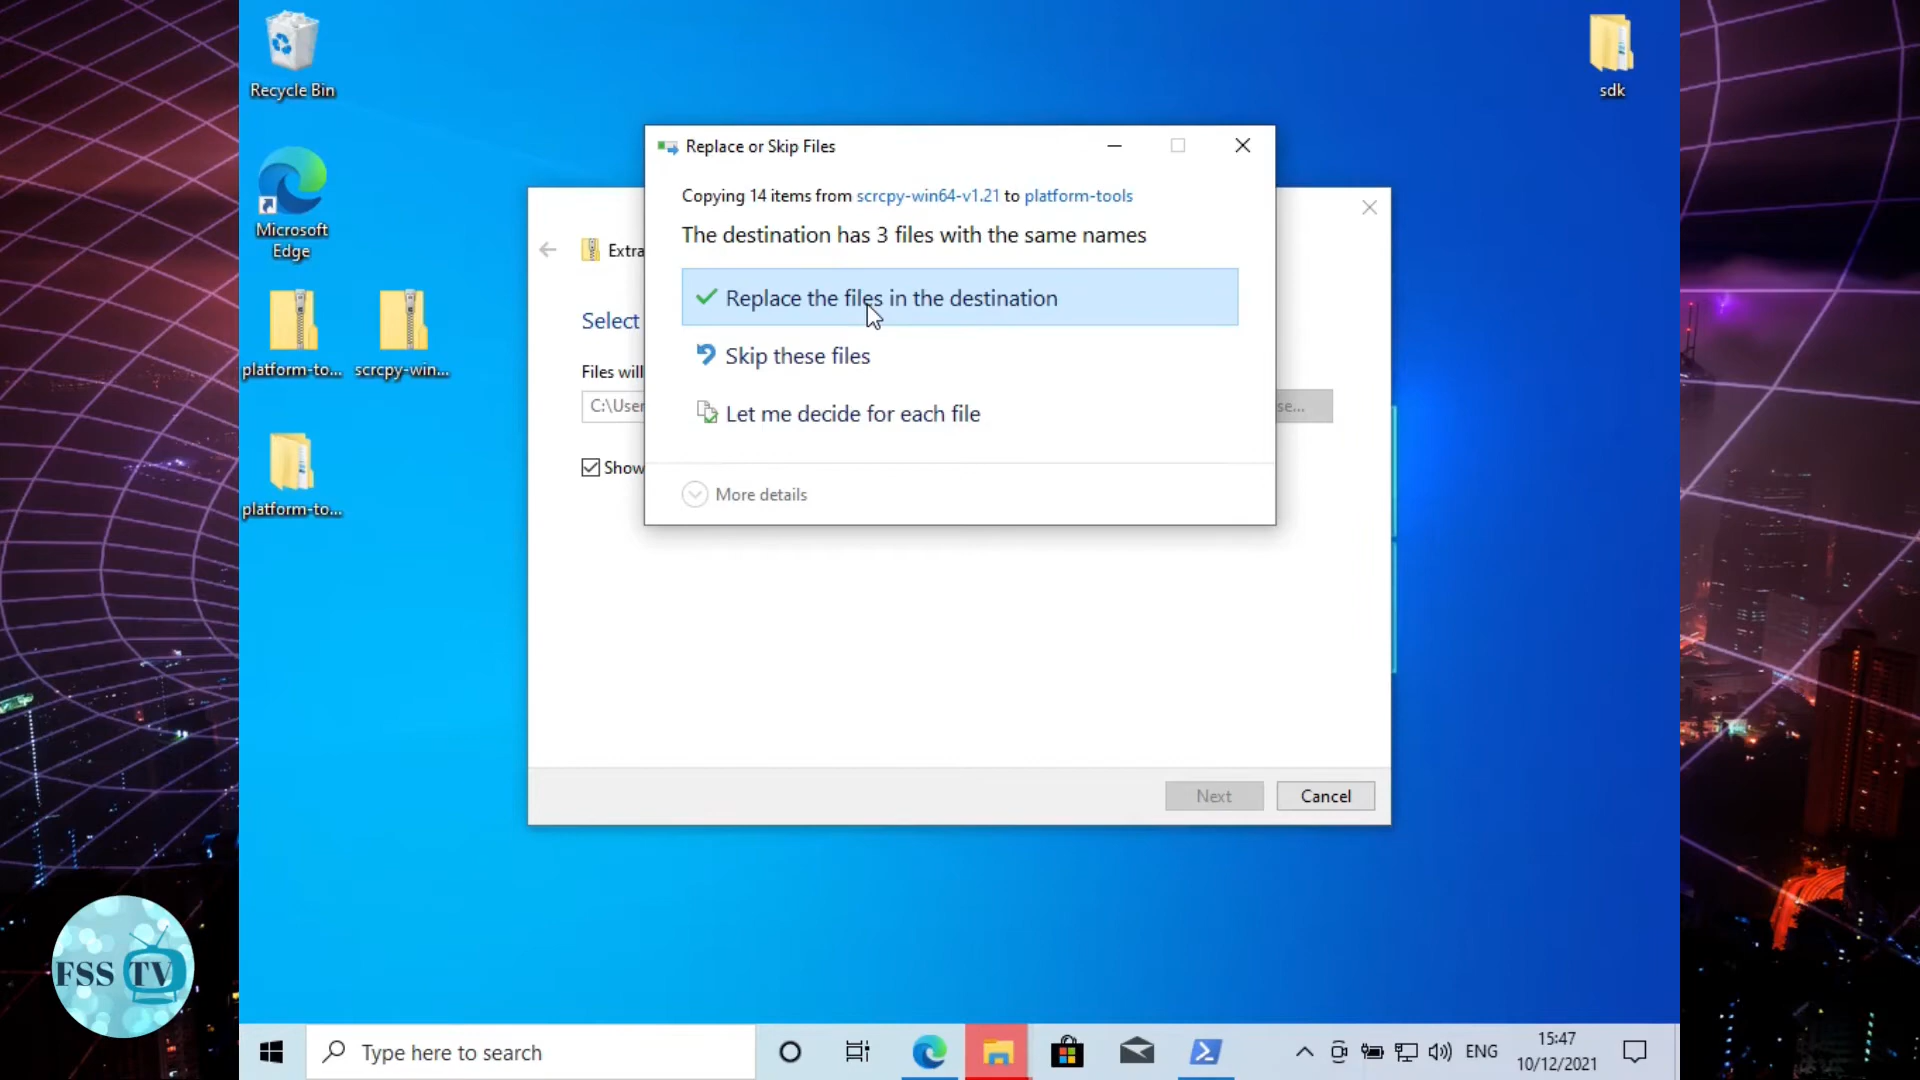 Recycle Bin
sdk
Microsoft
Edge
platform-to...
scrcpy-win...
platform-to...
Replace or Skip Files
Copying 14 items from scrcpy-win64-v1.21 to platform-tools
The destination has 3 files with the same names
Replace the files in the destination
Skip these files
Let me decide for each file
More details
Extra
Select
Files will
C:\User
se...
Show
Next
Cancel
FSS TV
Type here to search
ENG
15:47
10/12/2021